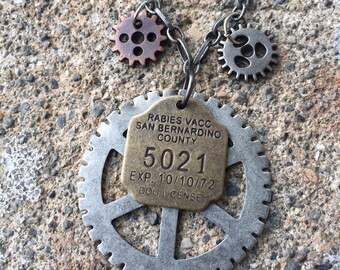 RABIES VACC
SAN BERNARDINO
COUNTY
5021
EXP. 10/10/72
DOG LICENSE